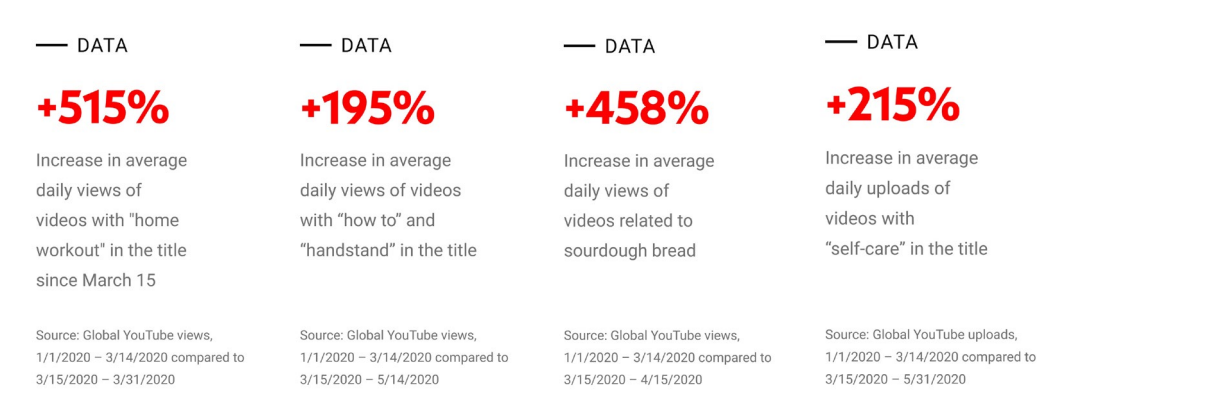 DATA
+515%
Increase in average
daily views of
videos with "home
workout" in the title
since March 15
Source: Global YouTube views,
1/1/2020 – 3/14/2020 compared to
3/15/2020 – 3/31/2020
DATA
+195%
Increase in average
daily views of videos
with “how to” and
“handstand” in the title
Source: Global YouTube views,
1/1/2020 – 3/14/2020 compared to
3/15/2020 – 5/14/2020
DATA
+458%
Increase in average
daily views of
videos related to
sourdough bread
Source: Global YouTube views,
1/1/2020 – 3/14/2020 compared to
3/15/2020 – 4/15/2020
DATA
+215%
Increase in average
daily uploads of
videos with
“self-care” in the title
Source: Global YouTube uploads,
1/1/2020 – 3/14/2020 compared to
3/15/2020 – 5/31/2020